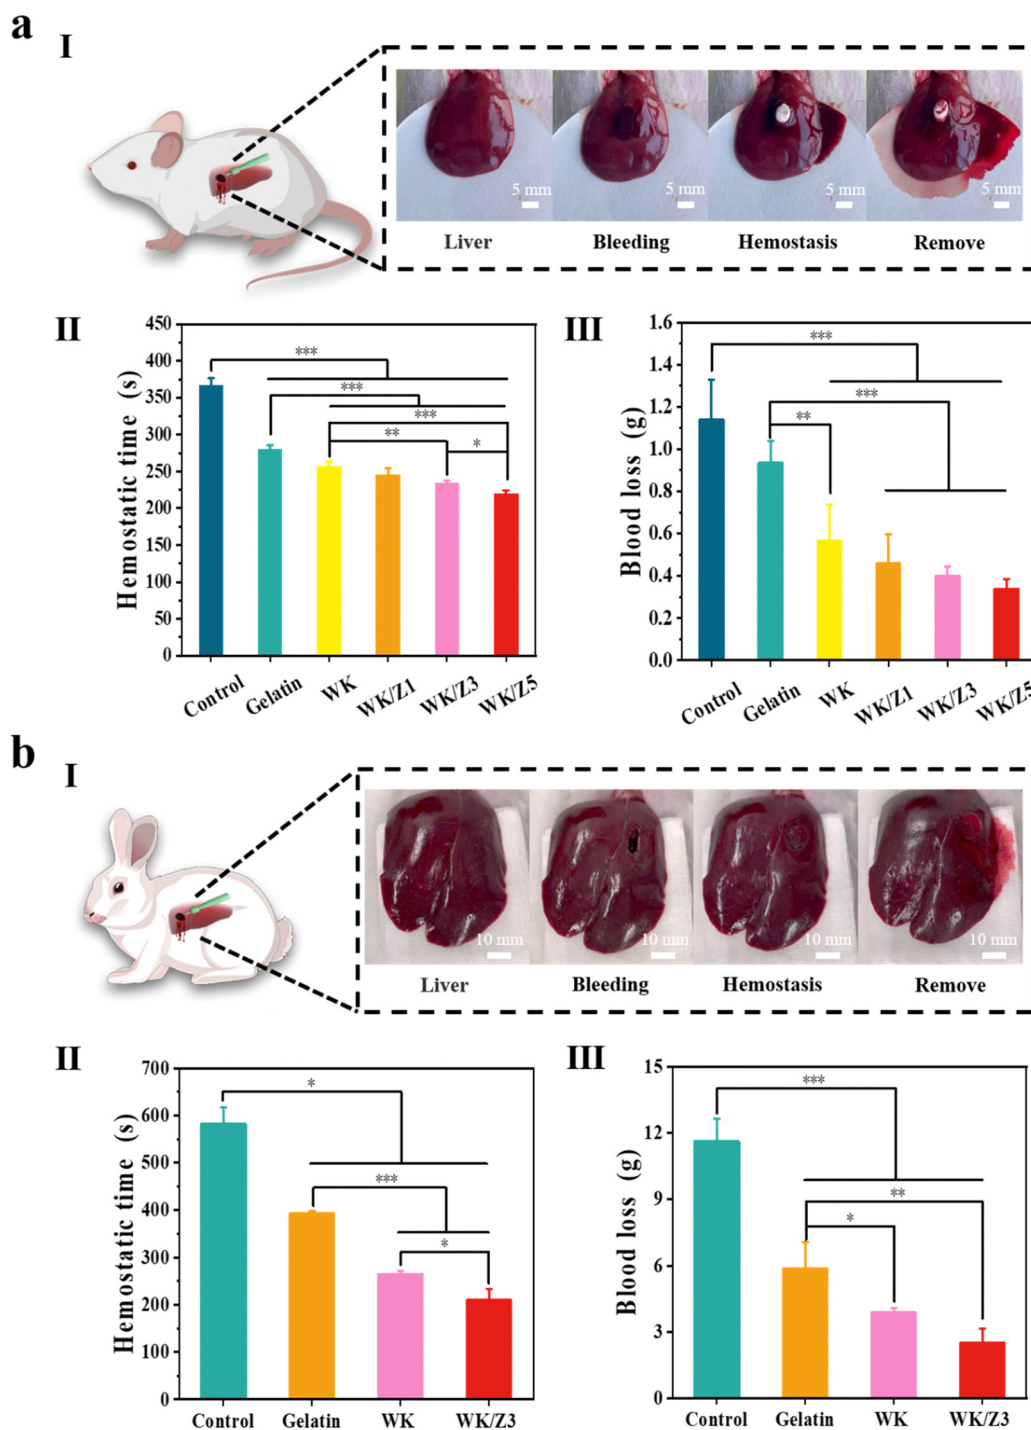 a
I
5 mm 5 mm 5 mm 5 mm
Liver Bleeding Hemostasis Remove
II
Hemostatic time (s)
450
400
350
300
250
200
150
100
50
0
***
***
***
**
*
Control Gelatin WK WK/Z1 WK/Z3 WK/Z5
III
Blood loss (g)
1.6
1.4
1.2
1.0
0.8
0.6
0.4
0.2
0.0
***
***
**
Control Gelatin WK WK/Z1 WK/Z3 WK/Z5
b
I
10 mm 10 mm 10 mm 10 mm
Liver Bleeding Hemostasis Remove
II
Hemostatic time (s)
700
600
500
400
300
200
100
0
*
***
*
Control Gelatin WK WK/Z3
III
Blood loss (g)
15
12
9
6
3
0
***
**
*
Control Gelatin WK WK/Z3